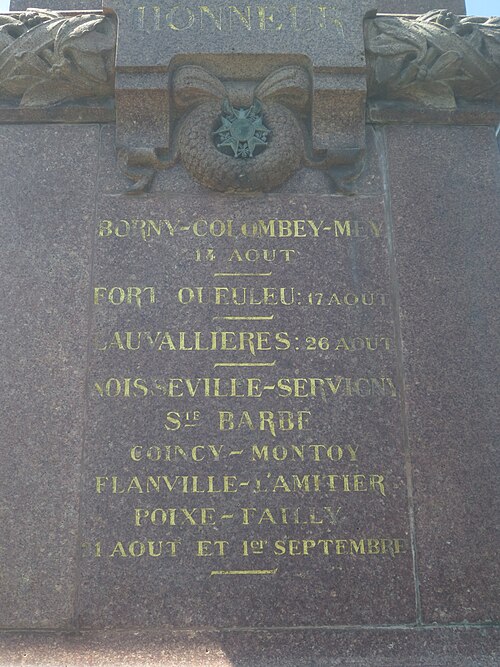 HONNEUR
BORNY-COLOMBEY-MEY
14 AOUT
FORT QUEULEU: 17 AOUT
LAUVALLIERES: 26 AOUT
NOISSEVILLE-SERVIGNY
STE BARBE
COINCY-MONTOY
FLANVILLE-L'AMITIER
POIXE-FAILLY
31 AOUT ET 1er SEPTEMBRE